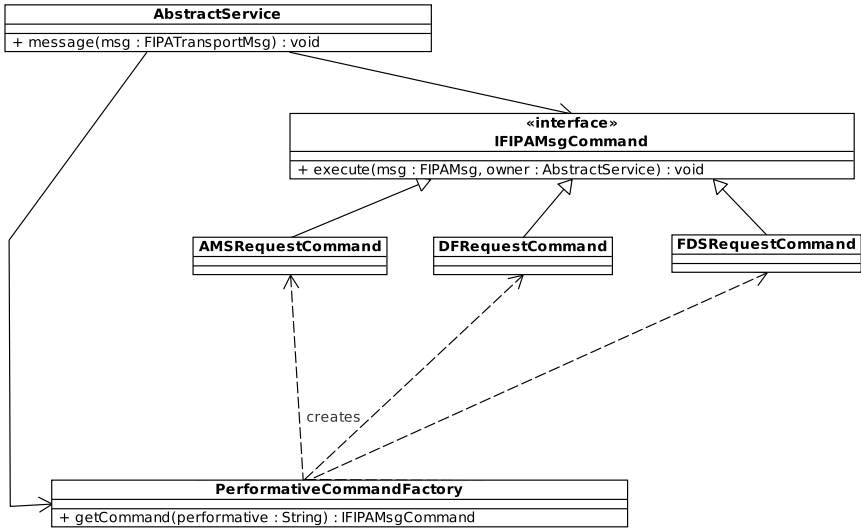 AbstractService
+ message(msg : FIPATransportMsg) : void
«interface»
IFIPAMsgCommand
+ execute(msg : FIPAMsg, owner : AbstractService) : void
AMSRequestCommand
DFRequestCommand
FDSRequestCommand
creates
PerformativeCommandFactory
+ getCommand(performative : String) : IFIPAMsgCommand